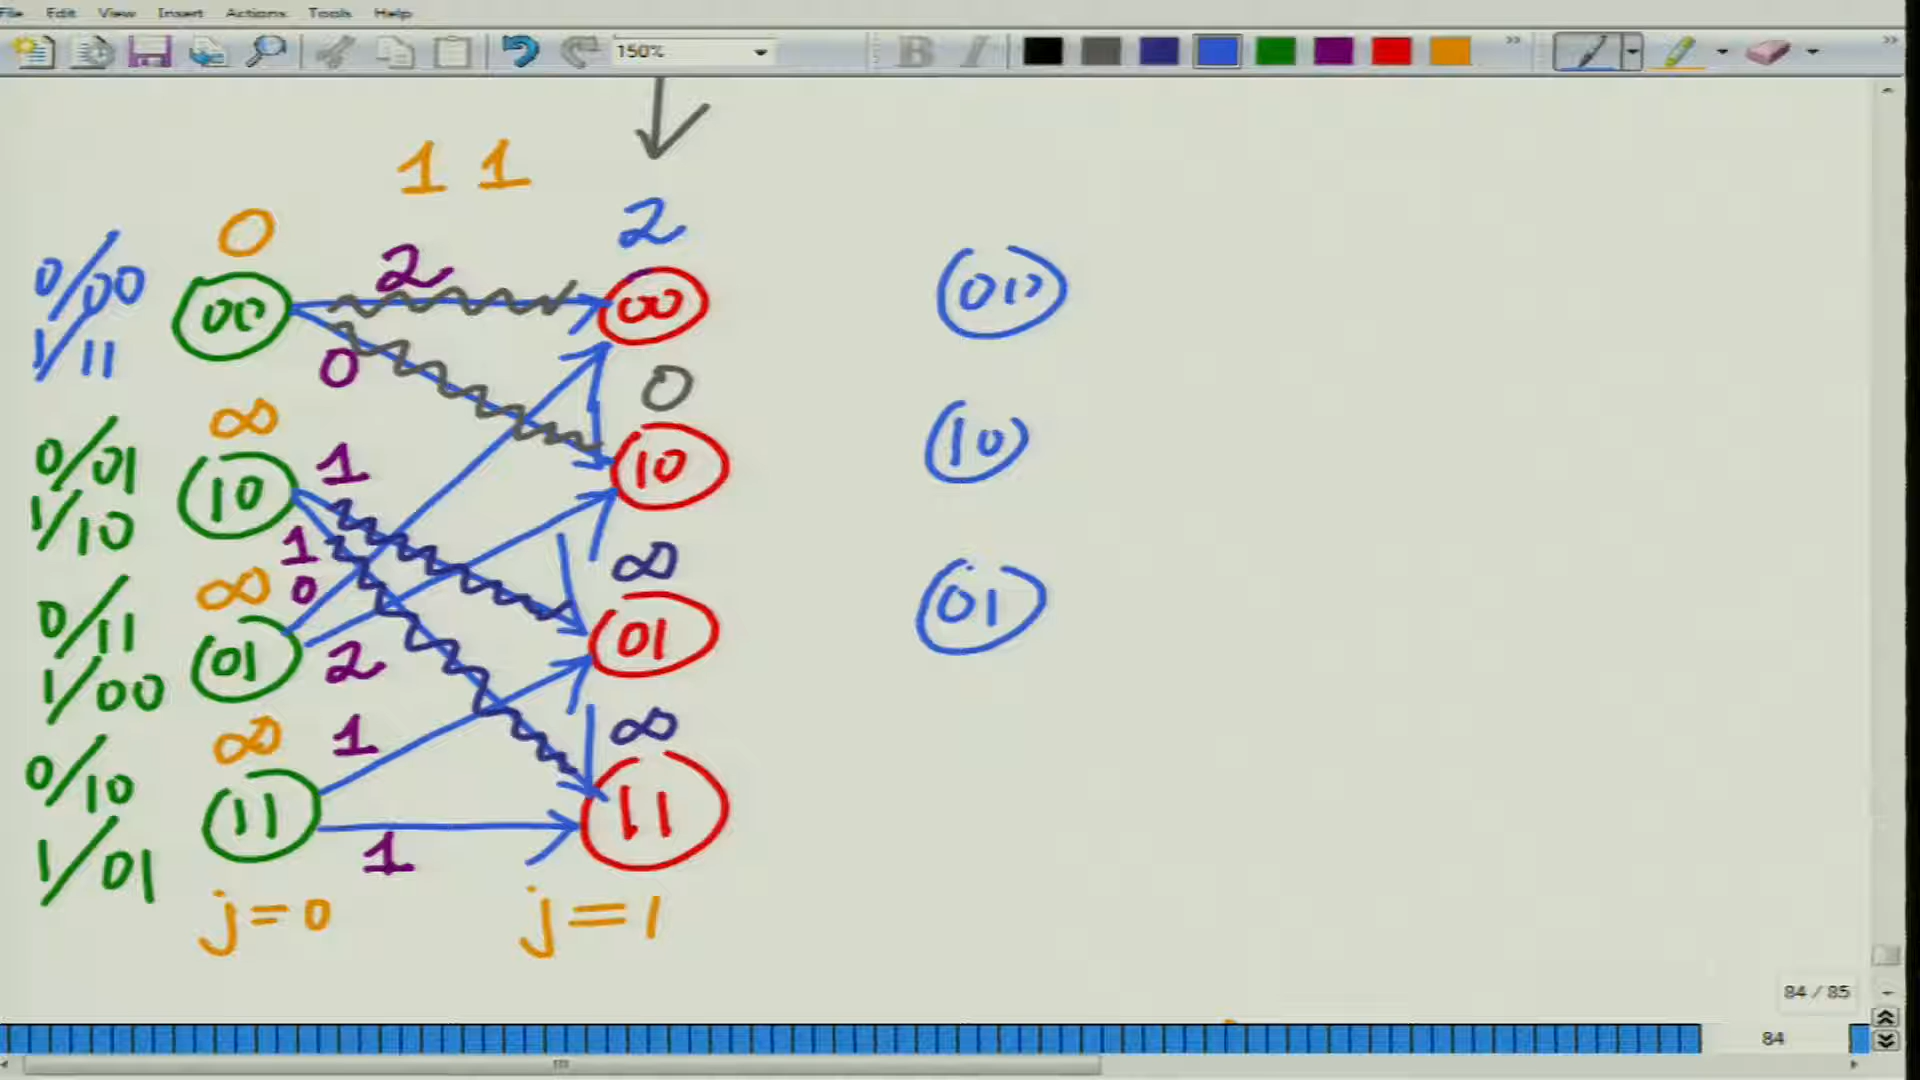 File Edit View Insert Actions Tools Help
150%
B I
1 1
0 2
0/00 00 2 00 00
1/11 0 0
∞
0/01 10 1 10 10
1/10 1 ∞
∞ 0
0/11 01 01 01
1/00 2
∞ 1 ∞
0/10 11 11
1/01 1
j=0 j=1
84 / 85
84